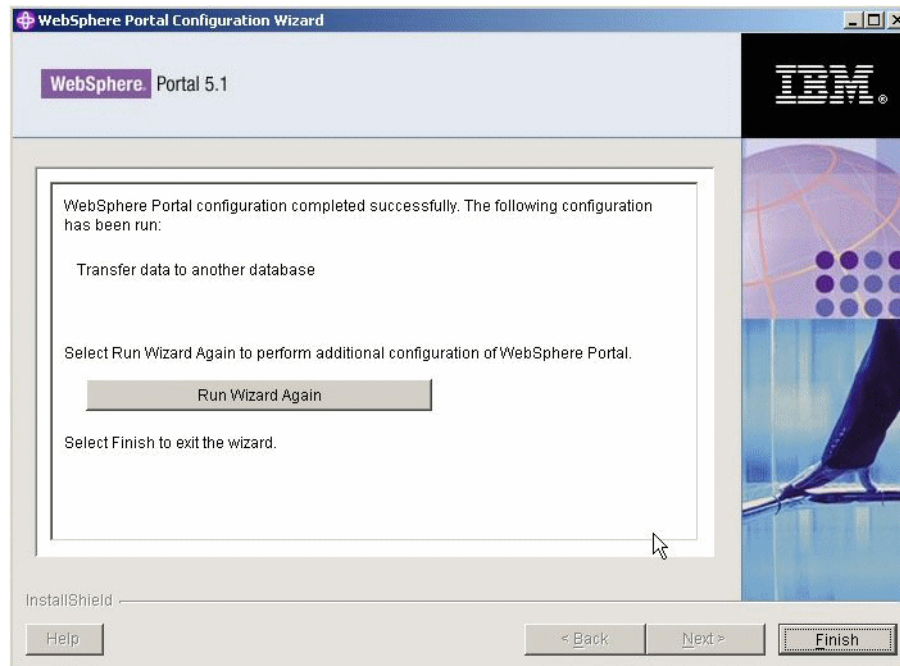 WebSphere Portal Configuration Wizard
WebSphere. Portal 5.1
IBM®
WebSphere Portal configuration completed successfully. The following configuration
has been run:
Transfer data to another database
Select Run Wizard Again to perform additional configuration of WebSphere Portal.
Run Wizard Again
Select Finish to exit the wizard.
InstallShield
Help
< Back
Next >
Finish